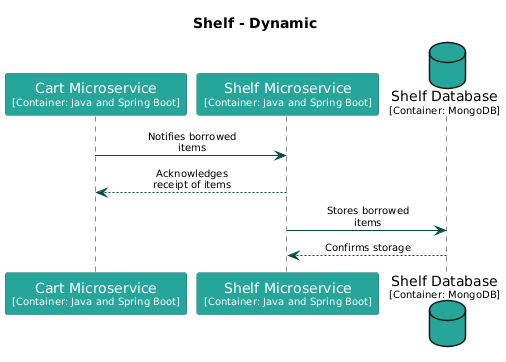 Shelf - Dynamic
Cart Microservice
[Container: Java and Spring Boot]
Shelf Microservice
[Container: Java and Spring Boot]
Shelf Database
[Container: MongoDB]
Notifies borrowed
items
Acknowledges
receipt of items
Stores borrowed
items
Confirms storage
Cart Microservice
[Container: Java and Spring Boot]
Shelf Microservice
[Container: Java and Spring Boot]
Shelf Database
[Container: MongoDB]